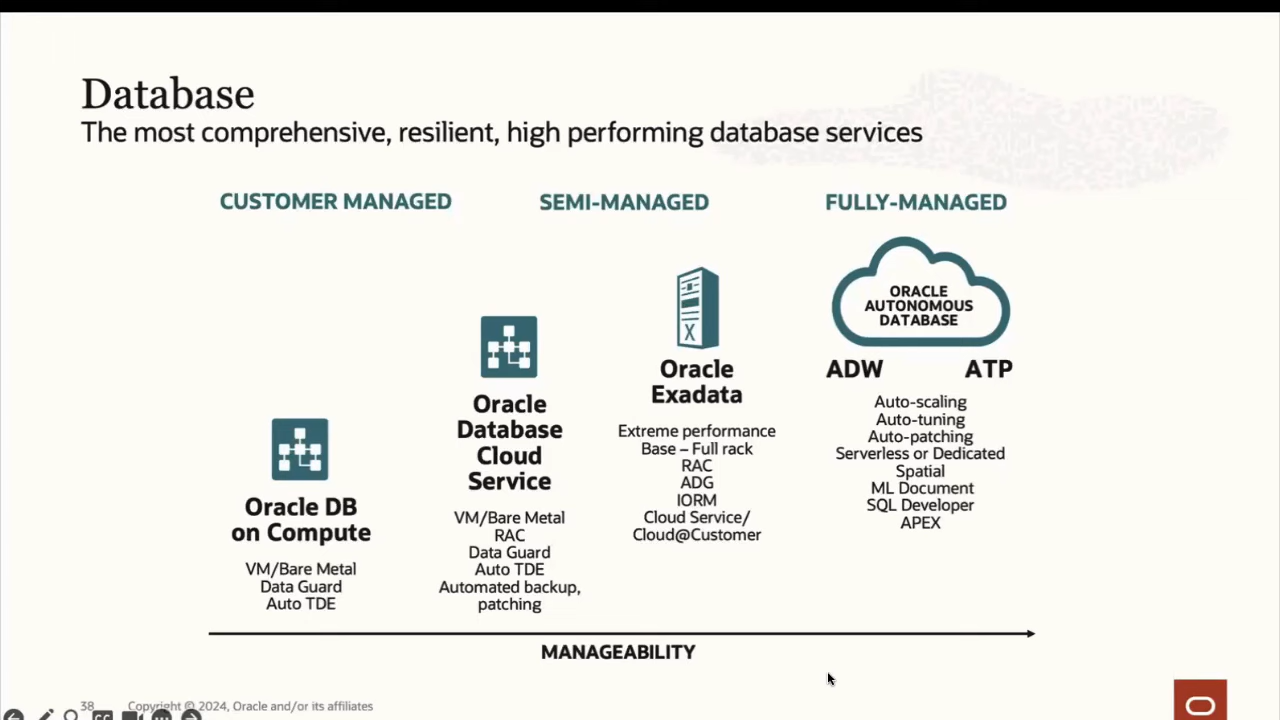 Database
The most comprehensive, resilient, high performing database services
CUSTOMER MANAGED
SEMI-MANAGED
FULLY-MANAGED
Oracle DB
on Compute
VM/Bare Metal
Data Guard
Auto TDE
Oracle
Database
Cloud
Service
VM/Bare Metal
RAC
Data Guard
Auto TDE
Automated backup,
patching
X
Oracle
Exadata
Extreme performance
Base – Full rack
RAC
ADG
IORM
Cloud Service/
Cloud@Customer
ORACLE
AUTONOMOUS
DATABASE
ADW ATP
Auto-scaling
Auto-tuning
Auto-patching
Serverless or Dedicated
Spatial
ML Document
SQL Developer
APEX
MANAGEABILITY
38 Copyright © 2024, Oracle and/or its affiliates
CC